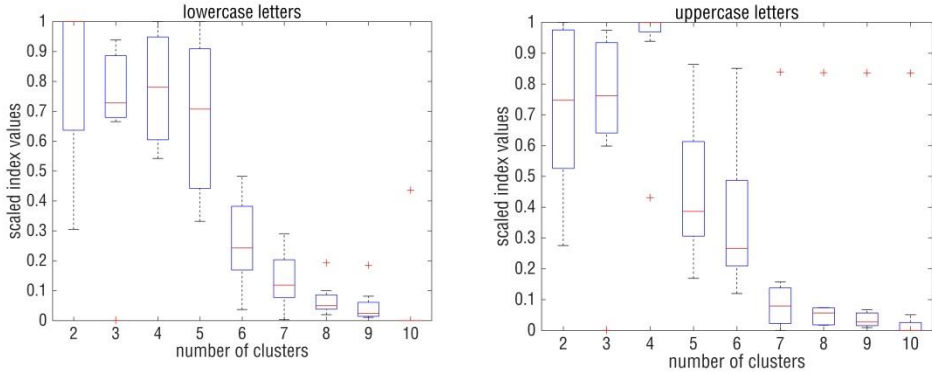 lowercase letters
scaled index values
1
0.9
0.8
0.7
0.6
0.5
0.4
0.3
0.2
0.1
0
2 3 4 5 6 7 8 9 10
number of clusters
uppercase letters
scaled index values
1
0.9
0.8
0.7
0.6
0.5
0.4
0.3
0.2
0.1
0
2 3 4 5 6 7 8 9 10
number of clusters